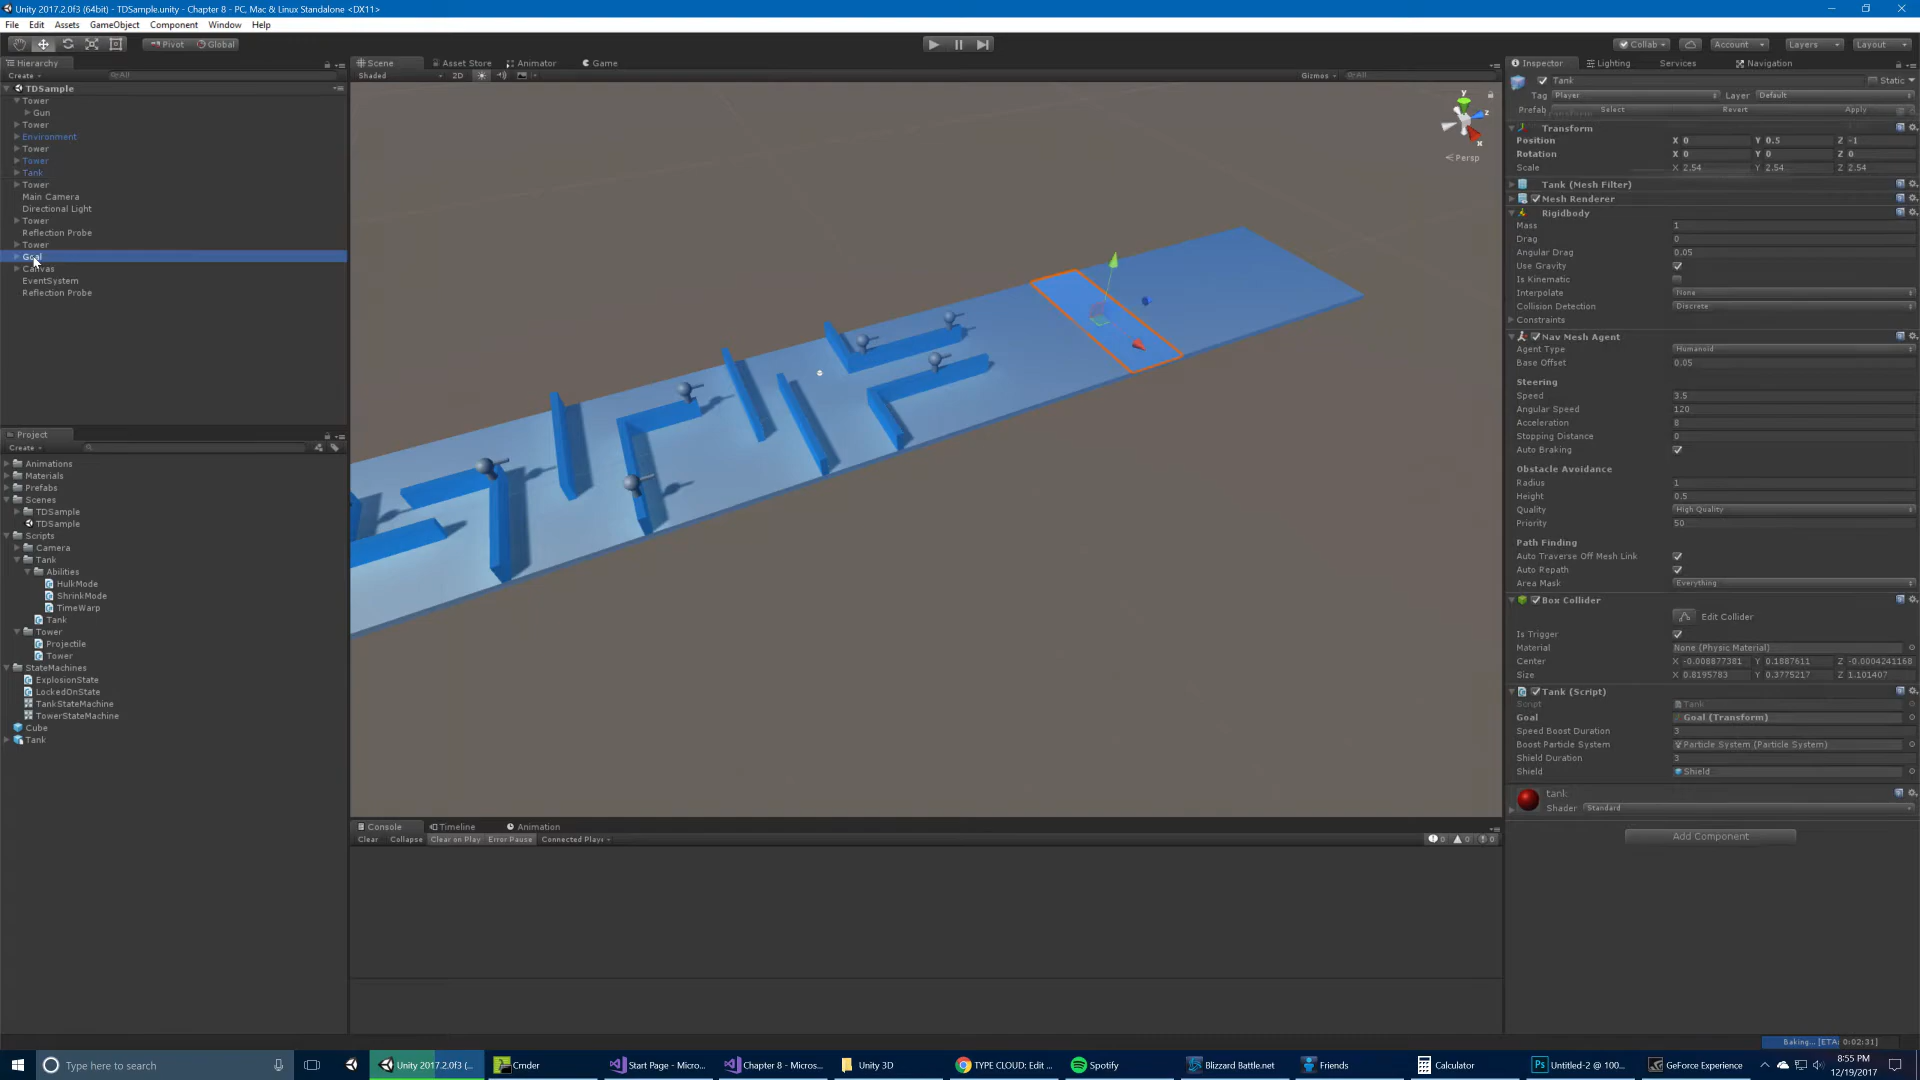 Unity 2017.2.0f3 (64bit) - TDSample.unity - Chapter 8 - PC, Mac & Linux Standalone <DX11>
File Edit Assets GameObject Component Window Help
Pivot Global Collab Account Layers Layout
Hierarchy
Create All
TDSample
Tower
Gun
Tower
Environment
Tower
Tower
Tank
Tower
Main Camera
Directional Light
Tower
Reflection Probe
Tower
Goal
Canvas
EventSystem
Reflection Probe
Project
Create
Animations
Materials
Prefabs
Scenes
TDSample
TDSample
Scripts
Camera
Tank
Abilities
HulkMode
ShrinkMode
TimeWarp
Tank
Tower
Projectile
Tower
StateMachines
ExplosionState
LockedOnState
TankStateMachine
TowerStateMachine
Cube
Tank
Scene Asset Store Animator Game
Shaded 2D Gizmos All
y
z
x
Persp
Console Timeline Animation
Clear Collapse Clear on Play Error Pause Connected Player 0 0 0
Inspector Lighting Services Navigation
Tank Static
Tag Player Layer Default
Prefab Select Revert Apply
Transform
Position X 0 Y 0.5 Z -1
Rotation X 0 Y 0 Z 0
Scale X 2.54 Y 2.54 Z 2.54
Tank (Mesh Filter)
Mesh Renderer
Rigidbody
Mass 1
Drag 0
Angular Drag 0.05
Use Gravity
Is Kinematic
Interpolate None
Collision Detection Discrete
Constraints
Nav Mesh Agent
Agent Type Humanoid
Base Offset 0.05
Steering
Speed 3.5
Angular Speed 120
Acceleration 8
Stopping Distance 0
Auto Braking
Obstacle Avoidance
Radius 1
Height 0.5
Quality High Quality
Priority 50
Path Finding
Auto Traverse Off Mesh Link
Auto Repath
Area Mask Everything
Box Collider
Edit Collider
Is Trigger
Material None (Physic Material)
Center X -0.008877381 Y 0.1887611 Z -0.0004241168
Size X 0.8195783 Y 0.3775217 Z 1.101407
Tank (Script)
Script Tank
Goal Goal (Transform)
Speed Boost Duration 3
Boost Particle System Particle System (Particle System)
Shield Duration 3
Shield Shield
tank
Shader Standard
Add Component
Baking... [ETA: 0:02:31]
Type here to search Unity 2017.2.0f3 (... Cmder Start Page - Micro... Chapter 8 - Micros... Unity 3D TYPE CLOUD: Edit ... Spotify Blizzard Battle.net Friends Calculator Untitled-2 @ 100... GeForce Experience
8:55 PM
12/19/2017